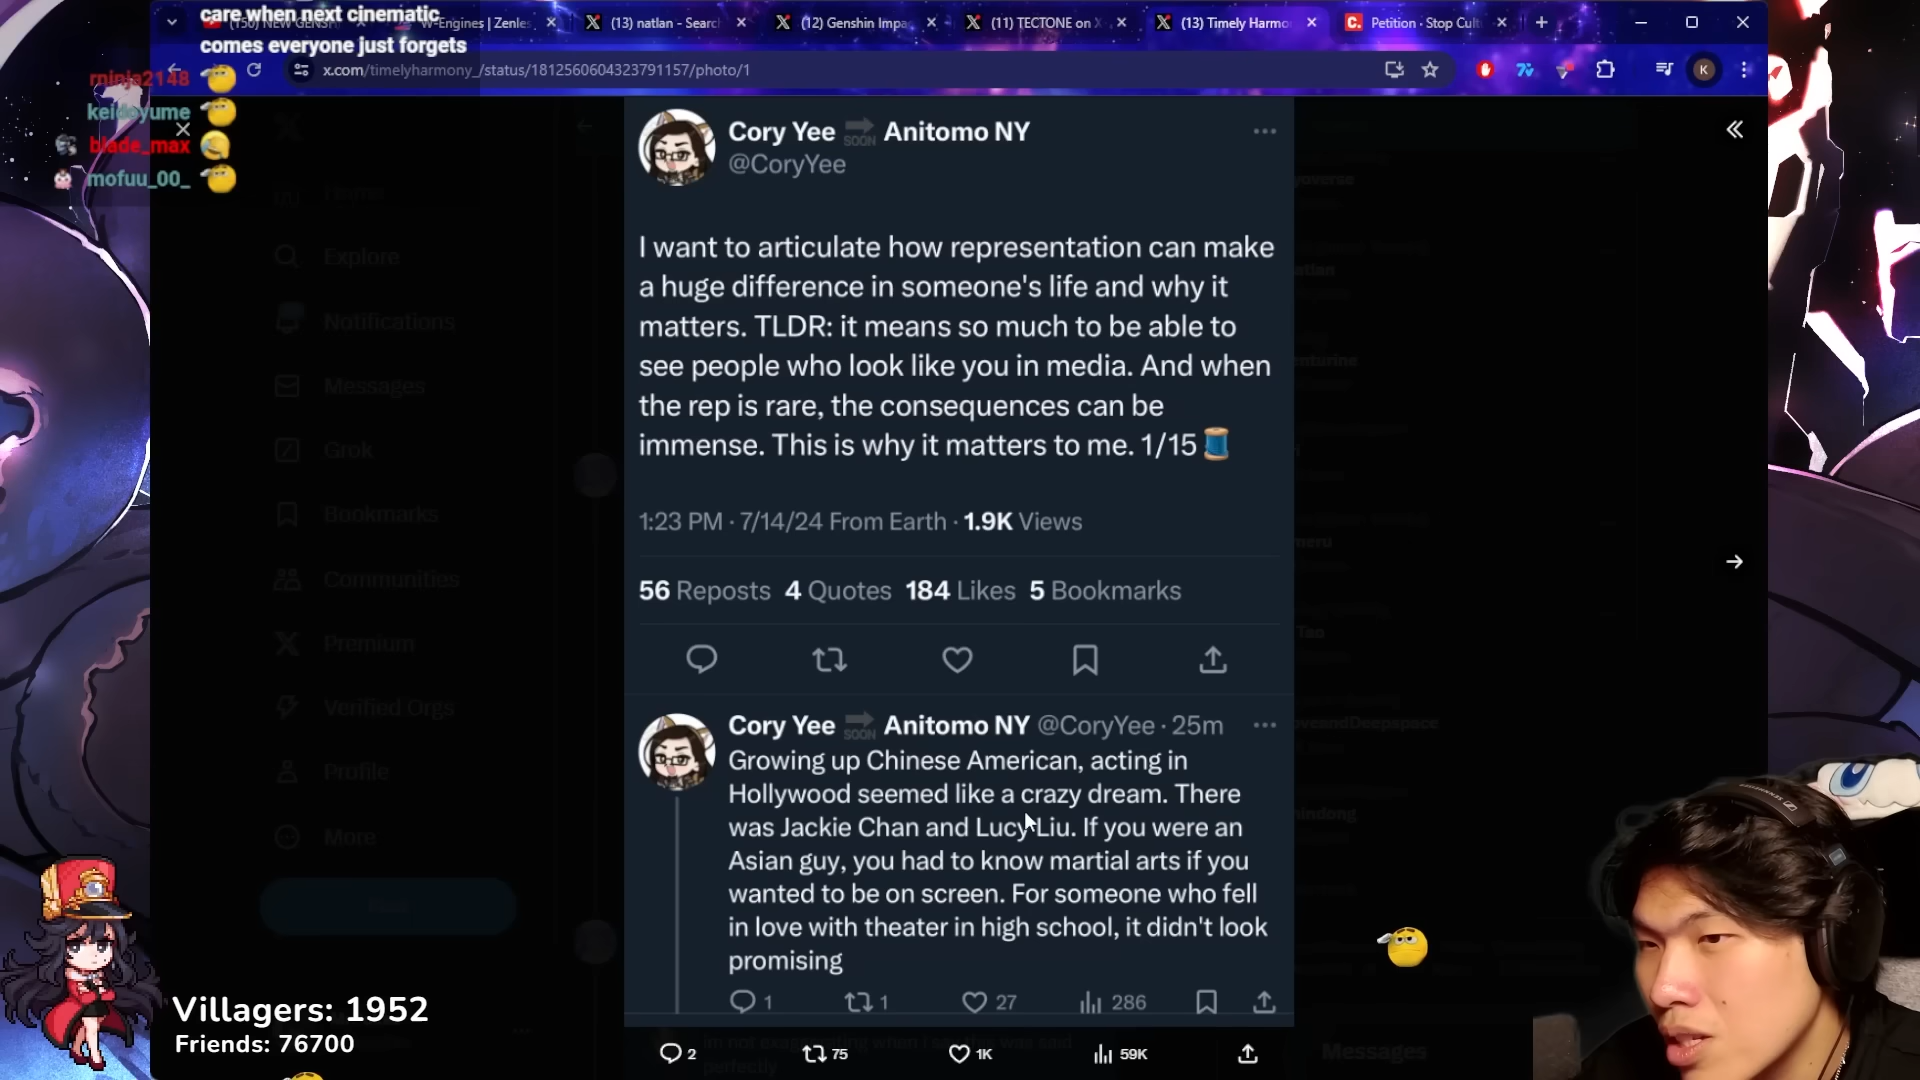 care when next cinematic
comes everyone just forgets
rninja2148
keidoyume
blade_max
mofuu_00_
W-Engines | Zenles
(13) natlan - Search
(12) Genshin Impa
(11) TECTONE on X
(13) Timely Harmo
Petition · Stop Cult
x.com/timelyharmony_/status/1812560604323791157/photo/1
K
Home
Explore
Notifications
Messages
Grok
Bookmarks
Communities
Premium
Verified Orgs
Profile
More
Cory Yee SOON Anitomo NY
@CoryYee
I want to articulate how representation can make
a huge difference in someone's life and why it
matters. TLDR: it means so much to be able to
see people who look like you in media. And when
the rep is rare, the consequences can be
immense. This is why it matters to me. 1/15
1:23 PM · 7/14/24 From Earth · 1.9K Views
56 Reposts 4 Quotes 184 Likes 5 Bookmarks
Cory Yee SOON Anitomo NY @CoryYee · 25m
Growing up Chinese American, acting in
Hollywood seemed like a crazy dream. There
was Jackie Chan and Lucy Liu. If you were an
Asian guy, you had to know martial arts if you
wanted to be on screen. For someone who fell
in love with theater in high school, it didn't look
promising
1 1 27 286
2 75 1K 59K
Messages
Villagers: 1952
Friends: 76700